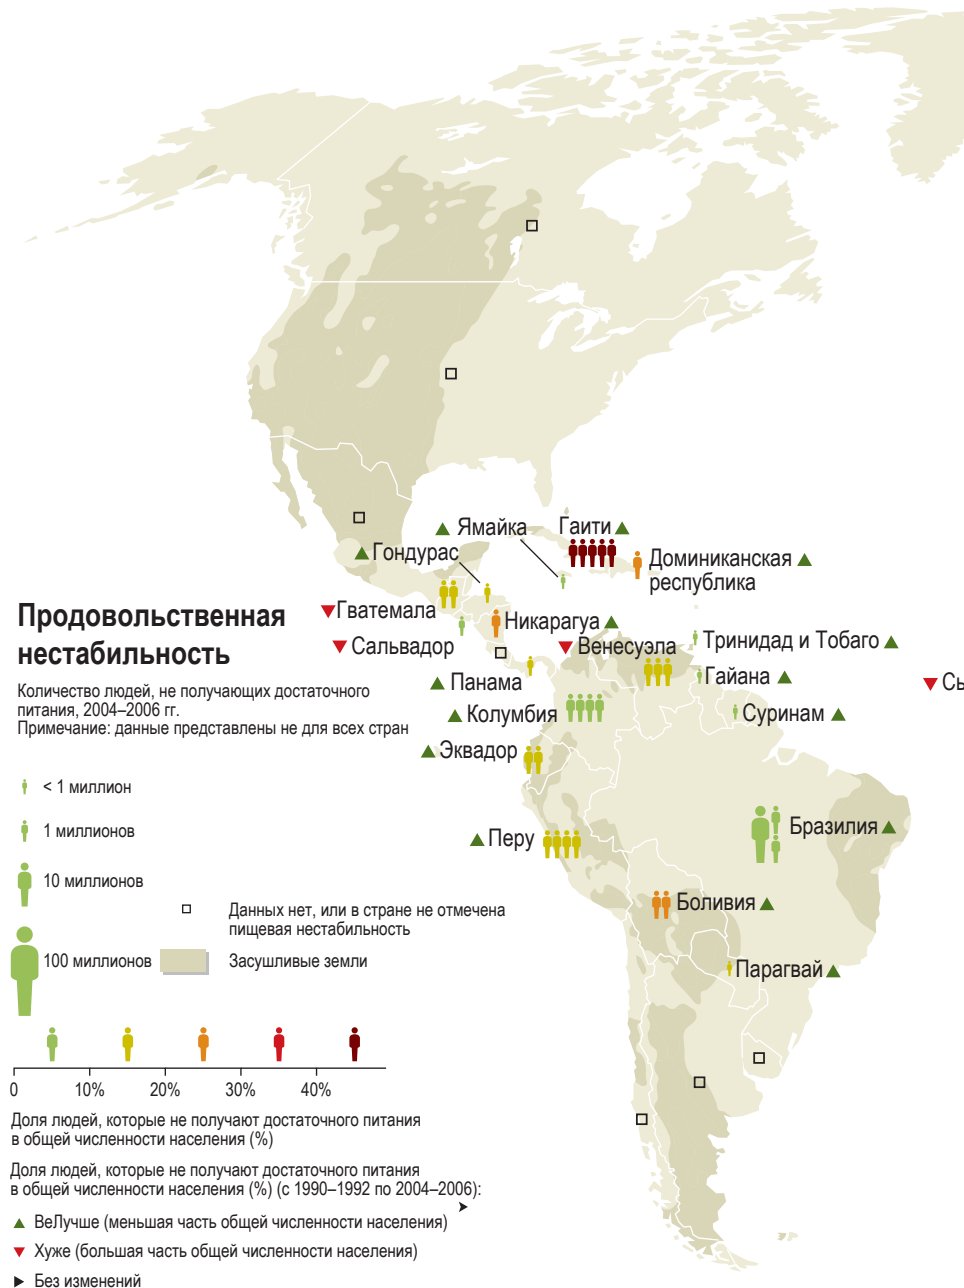 Ямайка
Гаити
Гондурас
Доминиканская
республика
Гватемала
Никарагуа
Сальвадор
Венесуэла
Тринидад и Тобаго
Панама
Гайана
Сь
Колумбия
Суринам
Эквадор
Бразилия
Перу
Боливия
Парагвай
Продовольственная
нестабильность
Количество людей, не получающих достаточного
питания, 2004–2006 гг.
Примечание: данные представлены не для всех стран
< 1 миллион
1 миллионов
10 миллионов
100 миллионов
Данных нет, или в стране не отмечена
пищевая нестабильность
Засушливые земли
0 10% 20% 30% 40%
Доля людей, которые не получают достаточного питания
в общей численности населения (%)
Доля людей, которые не получают достаточного питания
в общей численности населения (%) (с 1990–1992 по 2004–2006):
ВеЛучше (меньшая часть общей численности населения)
Хуже (большая часть общей численности населения)
Без изменений